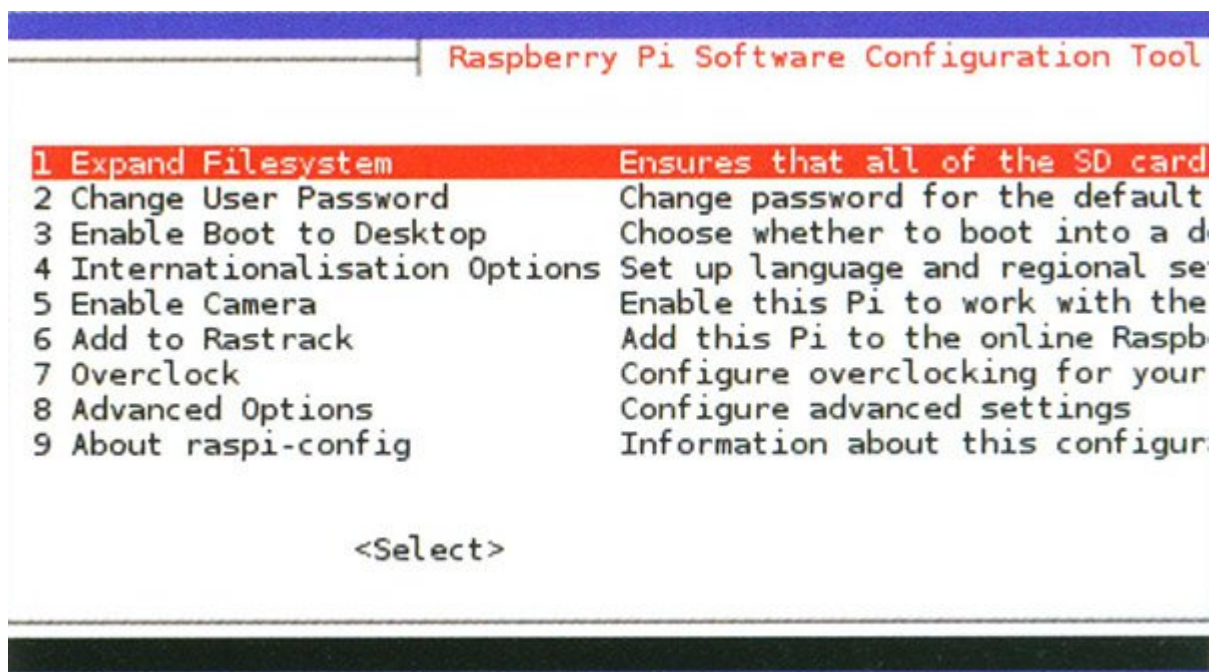 Raspberry Pi Software Configuration Tool
1 Expand Filesystem Ensures that all of the SD card
2 Change User Password Change password for the default
3 Enable Boot to Desktop Choose whether to boot into a d
4 Internationalisation Options Set up language and regional se
5 Enable Camera Enable this Pi to work with the
6 Add to Rastrack Add this Pi to the online Raspb
7 Overclock Configure overclocking for your
8 Advanced Options Configure advanced settings
9 About raspi-config Information about this configur
<Select>